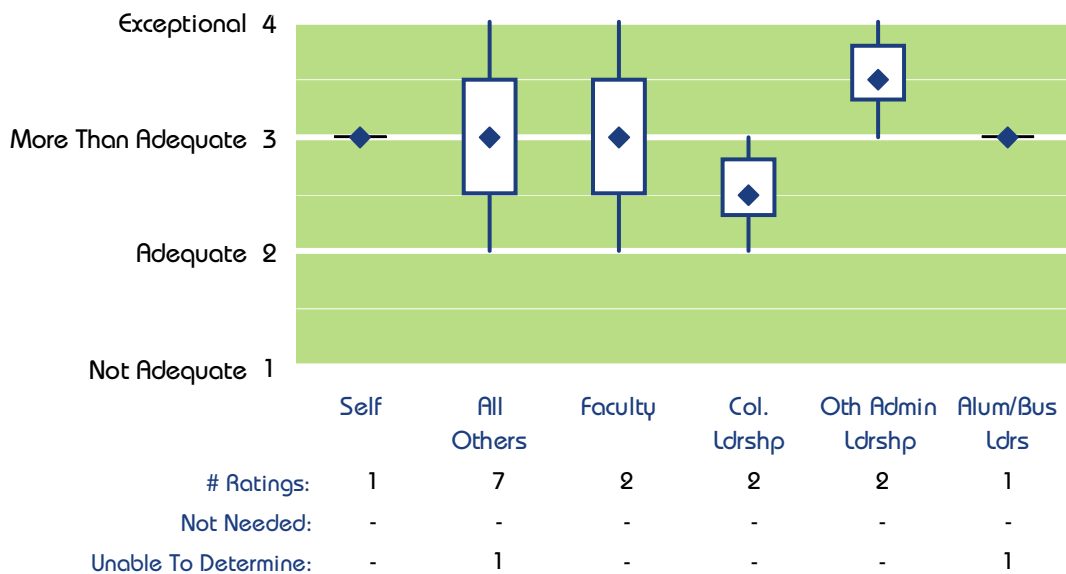 Exceptional 4
More Than Adequate 3
Adequate 2
Not Adequate 1
Self All Faculty Col. Oth Admin Alum/Bus
Others Ldrshp Ldrshp Ldrs
# Ratings: 1 7 2 2 2 1
Not Needed: - - - - - -
Unable To Determine: - 1 - - - 1